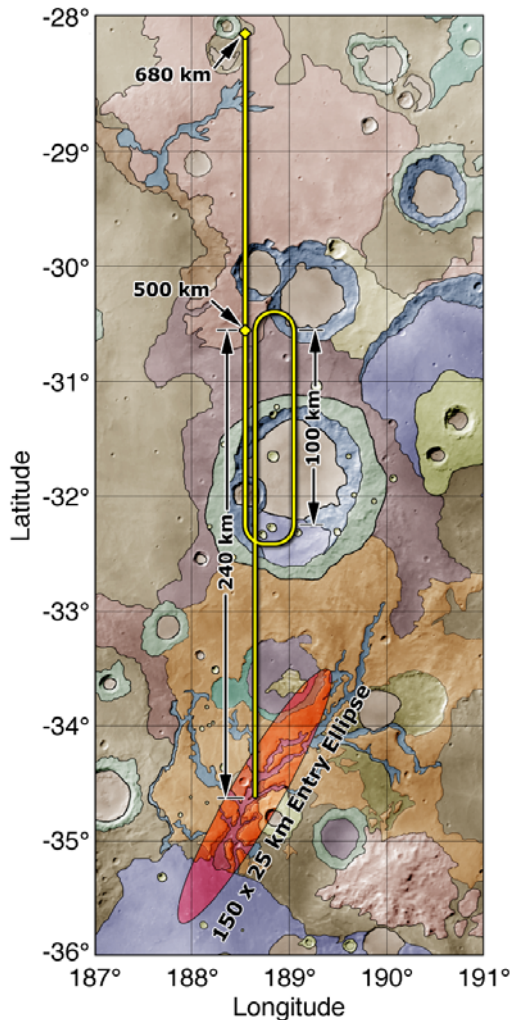 -28°
680 km
-29°
-30°
500 km
-31°
100 km
Latitude
-32°
240 km
-33°
-34°
150 x 25 km Entry Ellipse
-35°
-36°
187° 188° 189° 190° 191°
Longitude